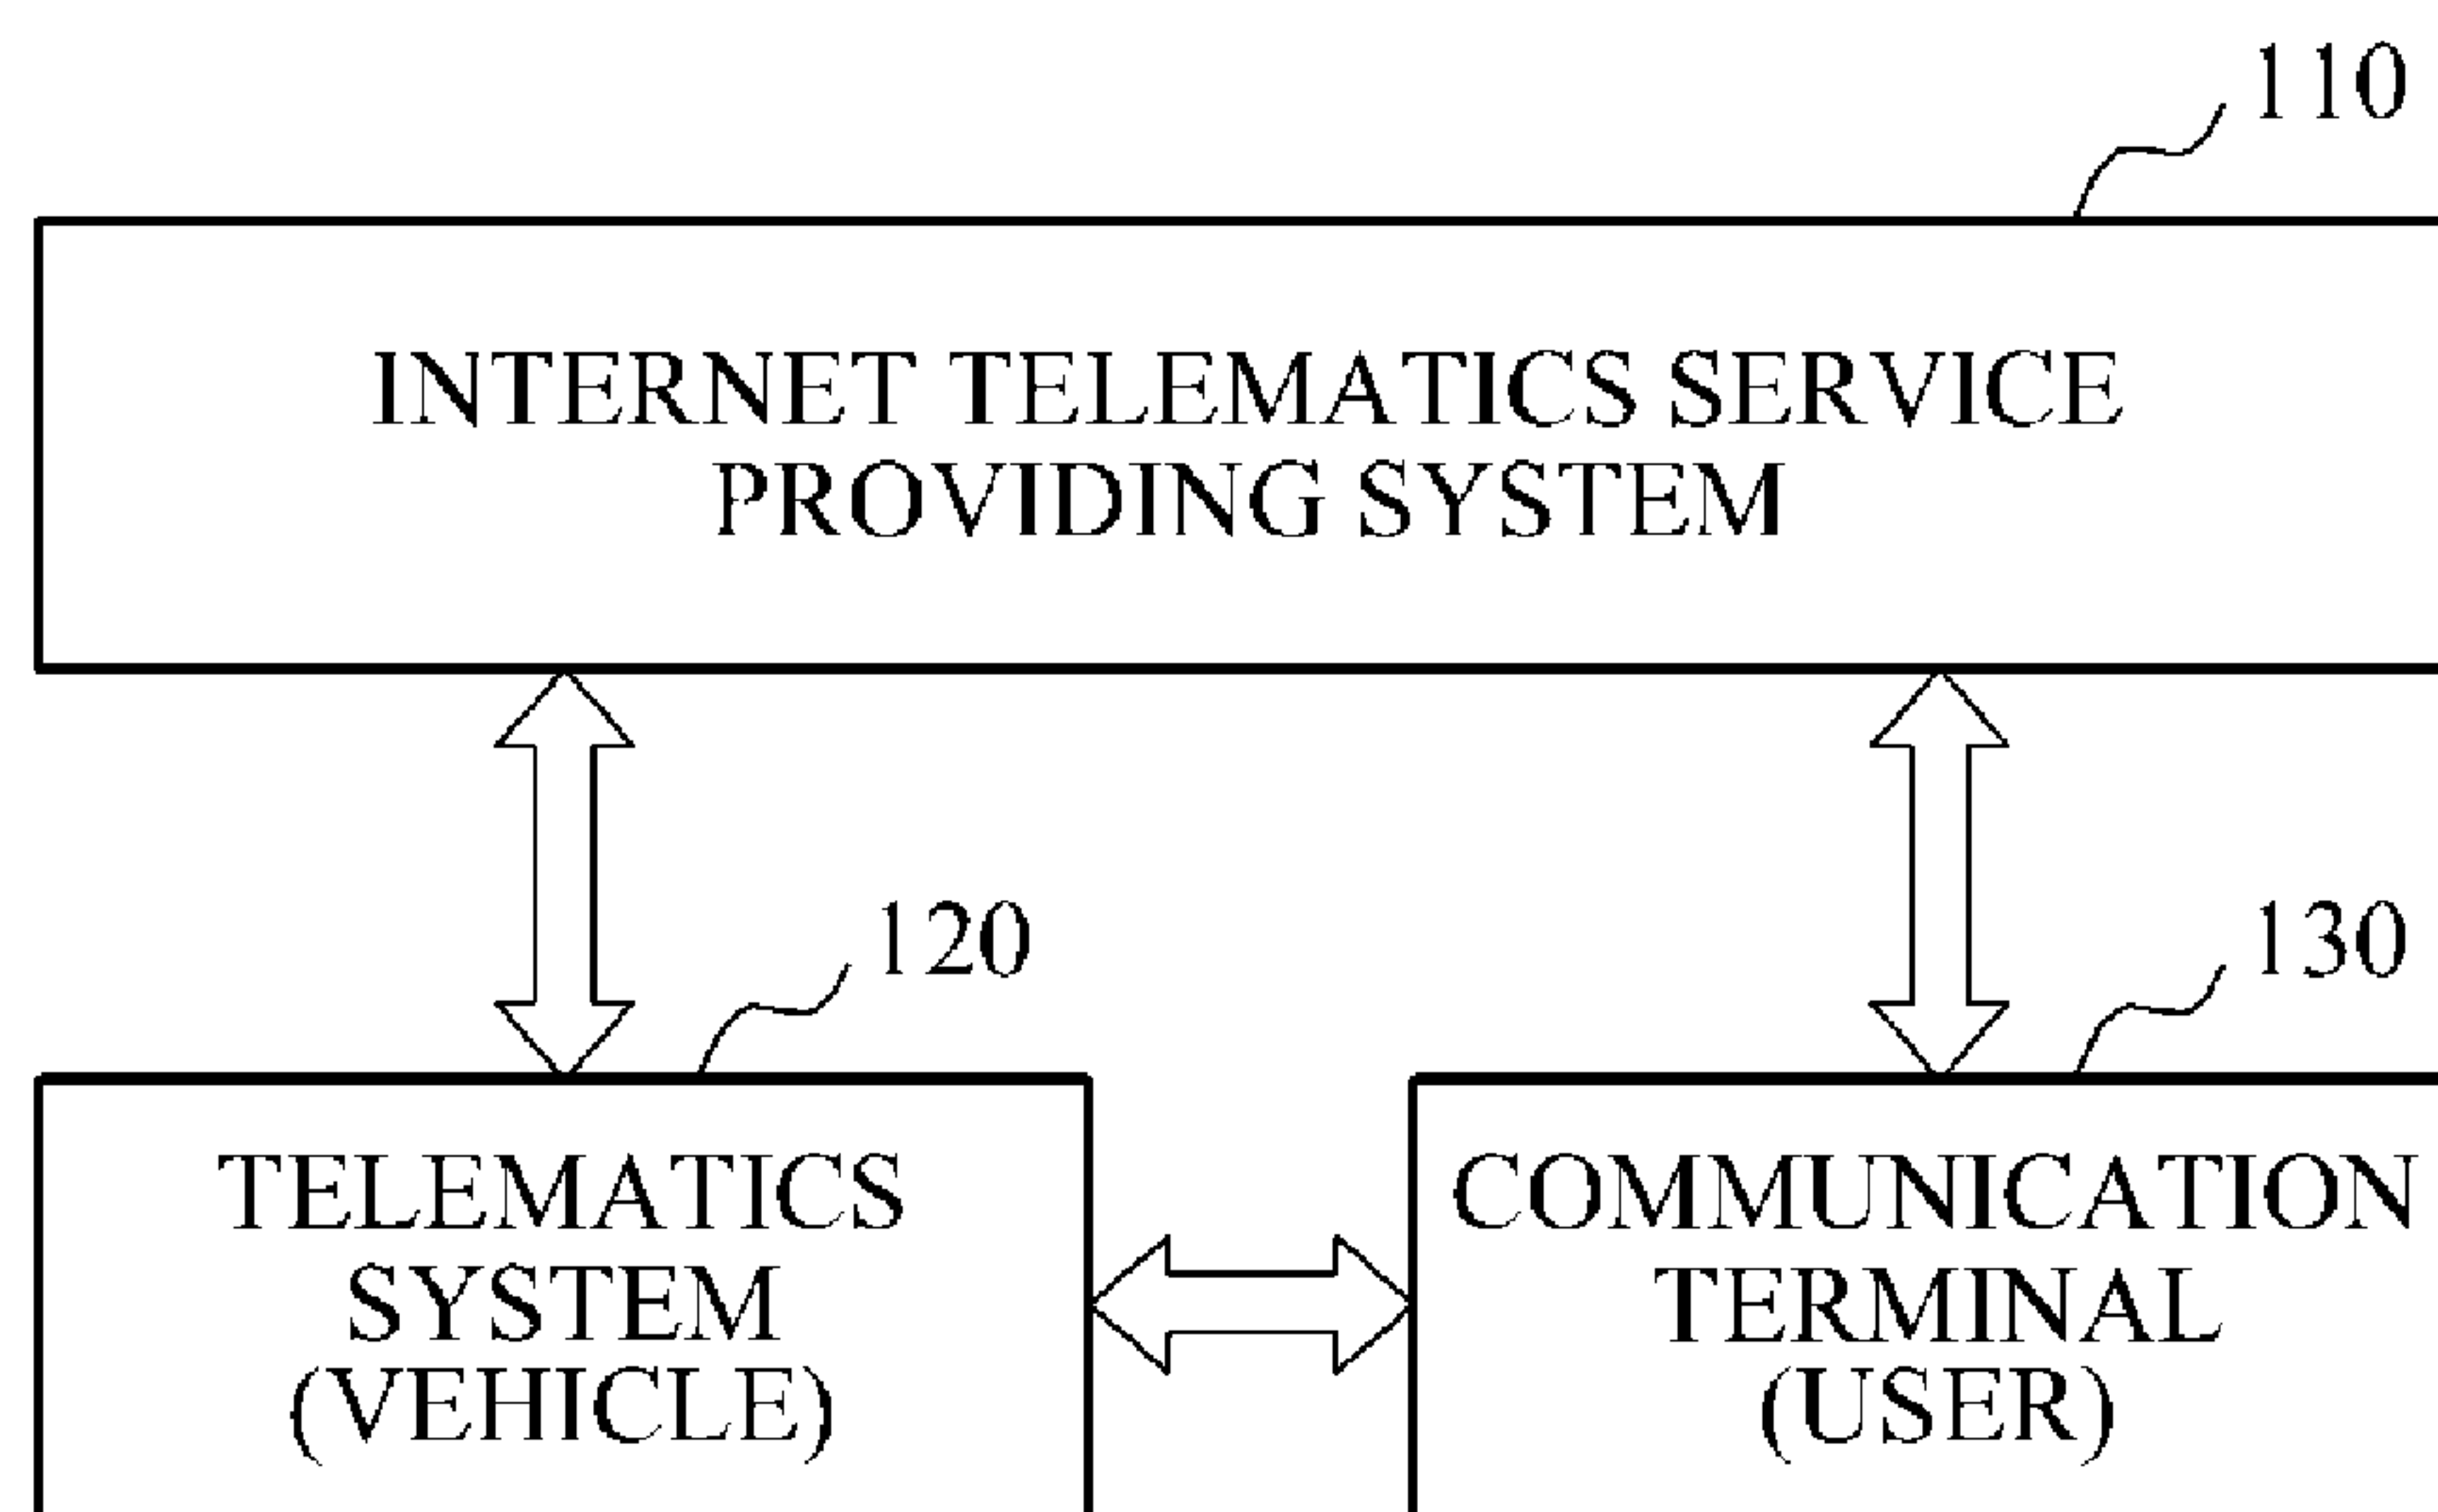 110
INTERNET TELEMATICS SERVICE
PROVIDING SYSTEM
120
130
TELEMATICS
SYSTEM
(VEHICLE)
COMMUNICATION
TERMINAL
(USER)